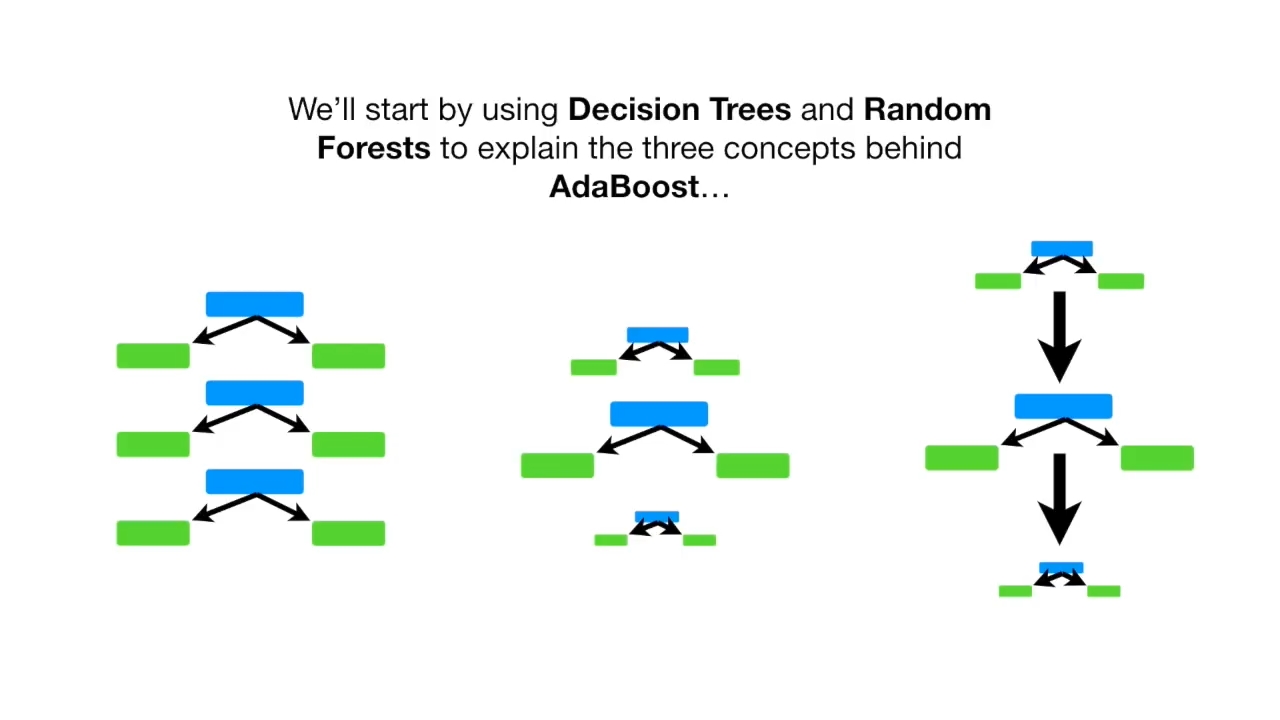 We’ll start by using Decision Trees and Random
Forests to explain the three concepts behind
AdaBoost…